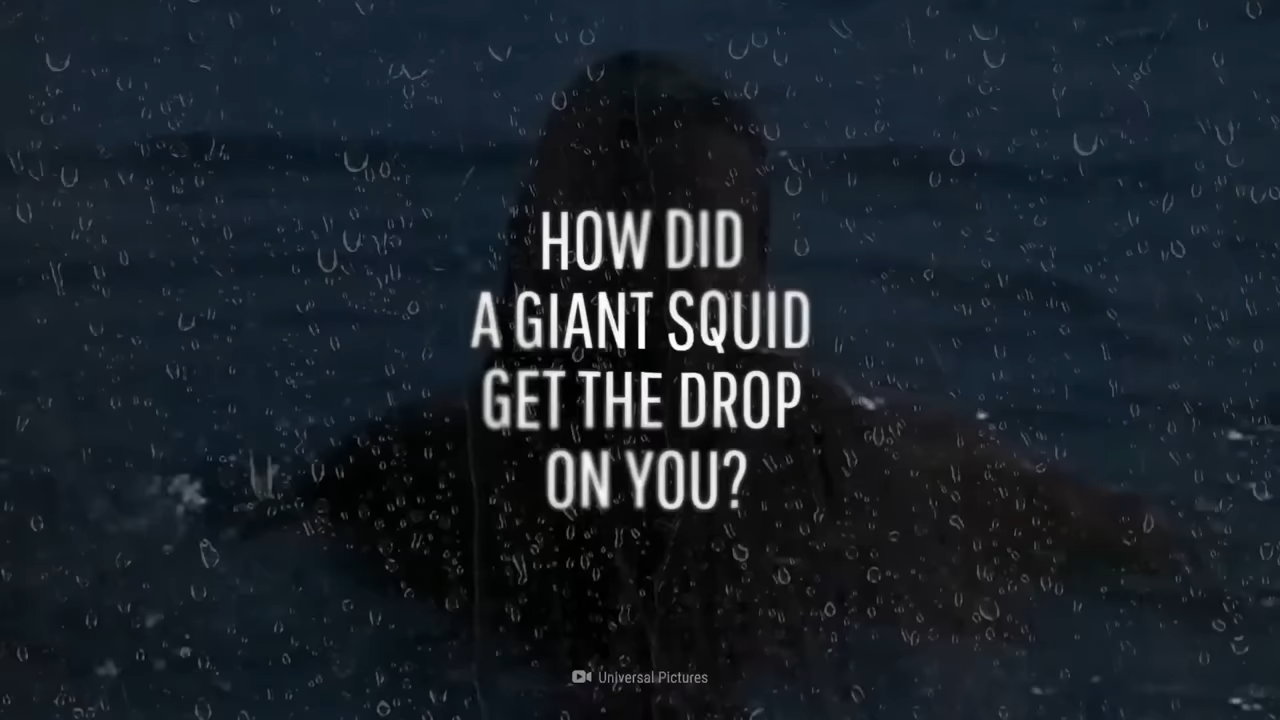 HOW DID
A GIANT SQUID
GET THE DROP
ON YOU?
Universal Pictures